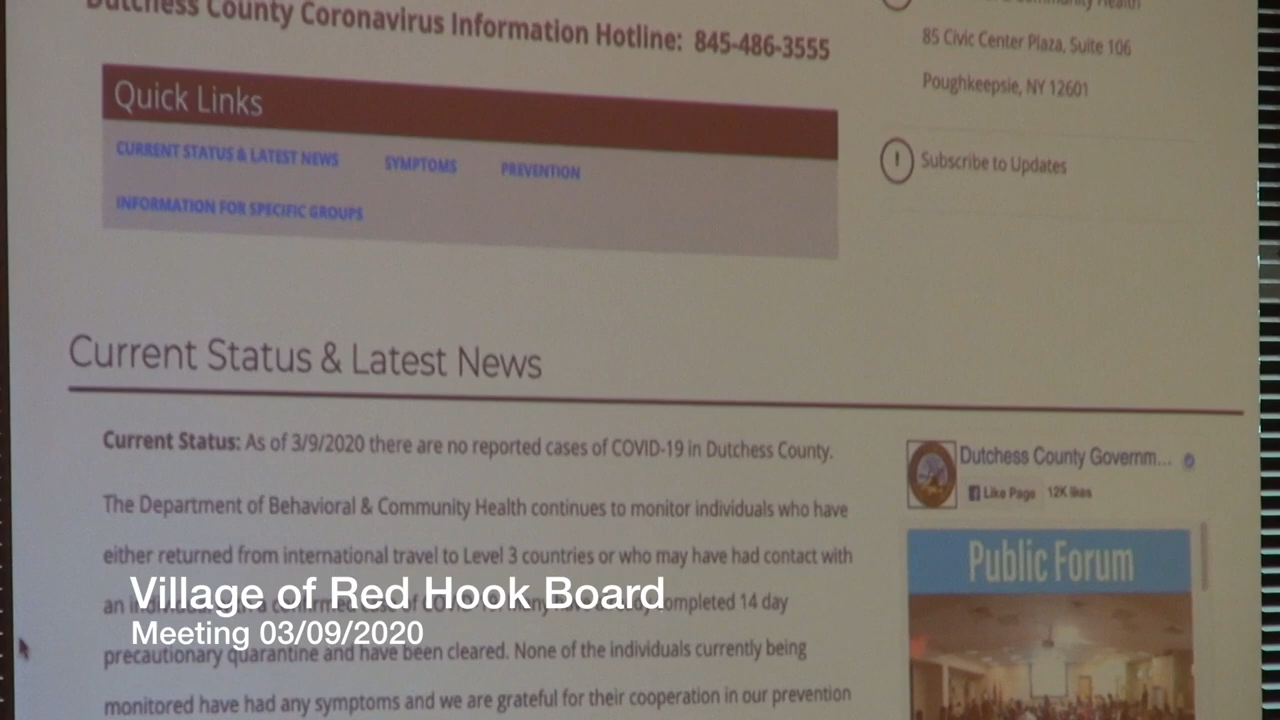 Dutchess County Coronavirus Information Hotline: 845-486-3555
Quick Links
CURRENT STATUS & LATEST NEWS SYMPTOMS PREVENTION
INFORMATION FOR SPECIFIC GROUPS
Health
85 Civic Center Plaza, Suite 106
Poughkeepsie, NY 12601
! Subscribe to Updates
Current Status & Latest News
Current Status: As of 3/9/2020 there are no reported cases of COVID-19 in Dutchess County.
The Department of Behavioral & Community Health continues to monitor individuals who have
either returned from international travel to Level 3 countries or who may have had contact with
an of completed 14 day
precautionary quarantine and have been cleared. None of the individuals currently being
monitored have had any symptoms and we are grateful for their cooperation in our prevention
Dutchess County Governm...
Like Page 12K likes
Public Forum
Village of Red Hook Board
Meeting 03/09/2020